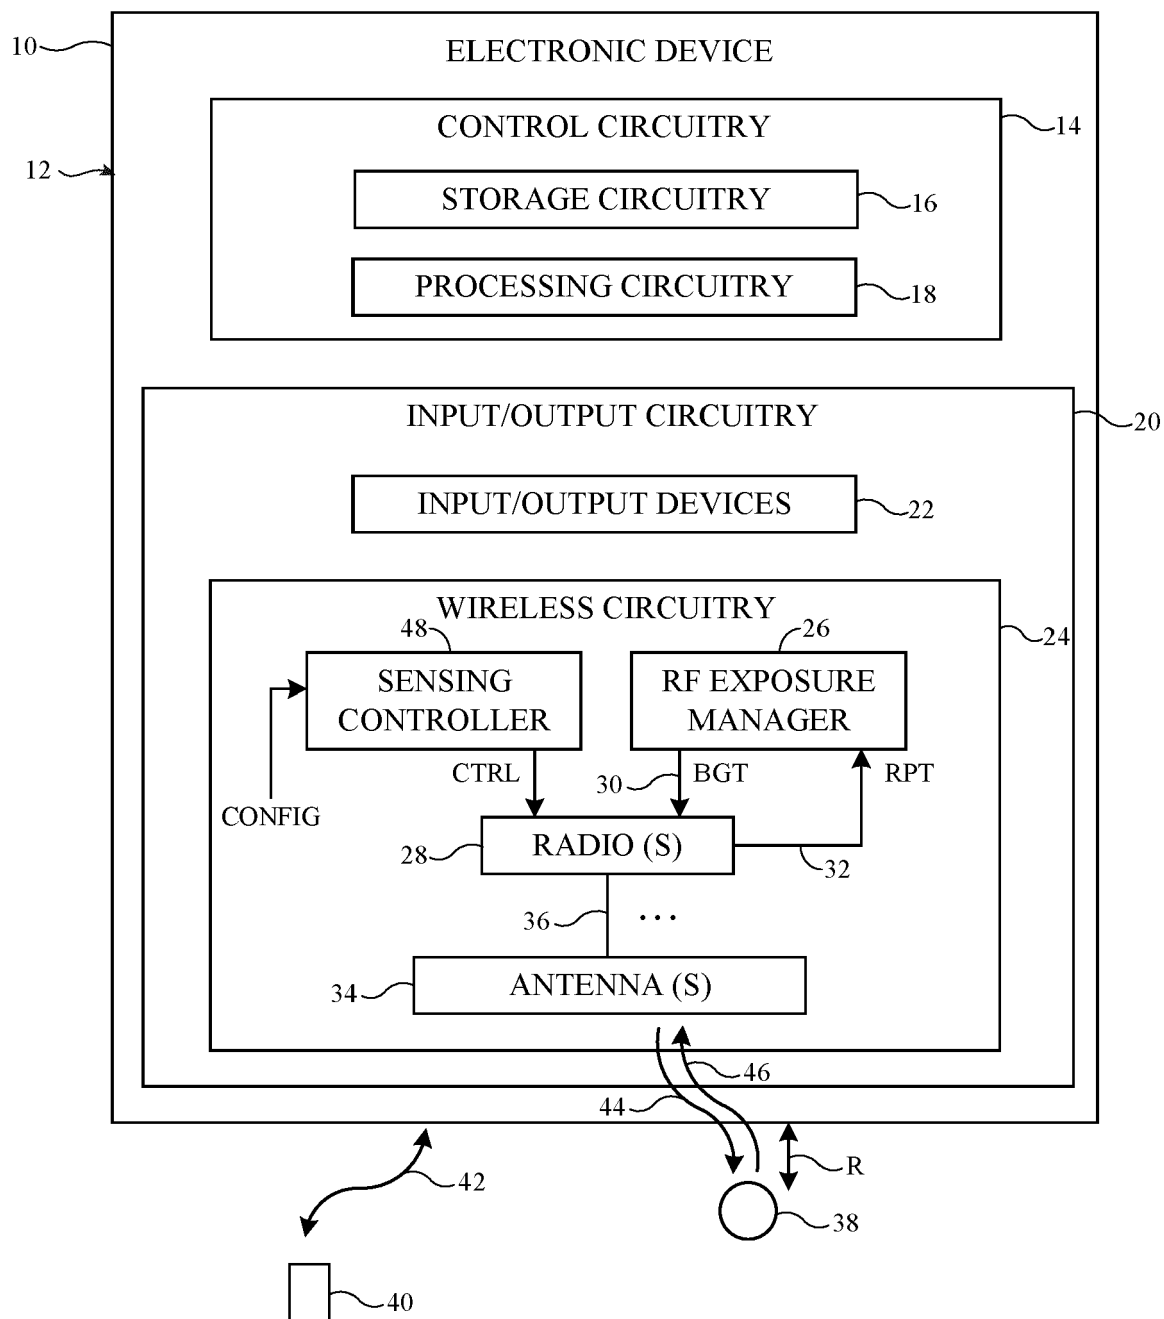 10
ELECTRONIC DEVICE
CONTROL CIRCUITRY
14
12
STORAGE CIRCUITRY
16
PROCESSING CIRCUITRY
18
INPUT/OUTPUT CIRCUITRY
20
INPUT/OUTPUT DEVICES
22
WIRELESS CIRCUITRY
24
48
26
SENSING
CONTROLLER
RF EXPOSURE
MANAGER
CTRL
30
BGT
RPT
CONFIG
28
RADIO (S)
32
36
...
34
ANTENNA (S)
46
44
42
R
38
40